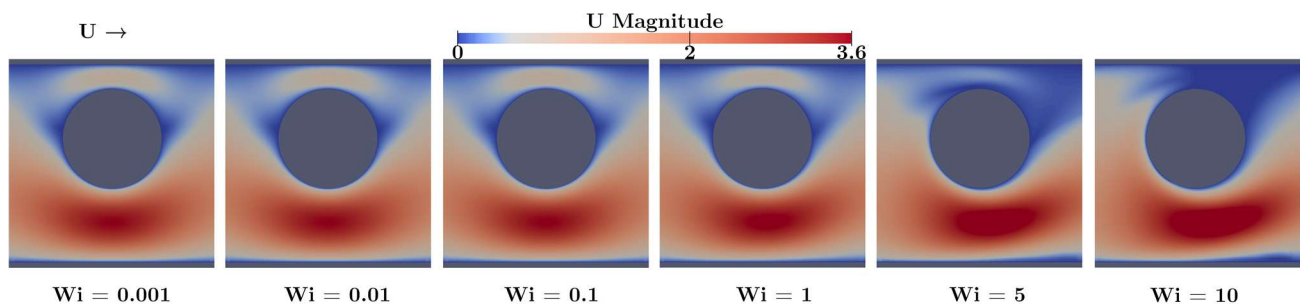 U Magnitude
U →
0 2 3.6
Wi = 0.001 Wi = 0.01 Wi = 0.1 Wi = 1 Wi = 5 Wi = 10